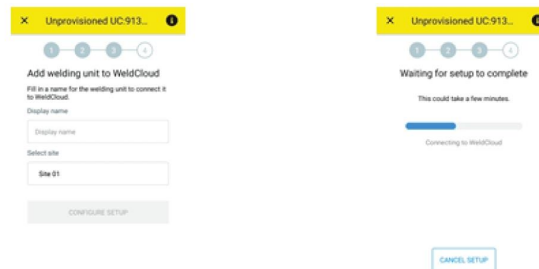 Unprovisioned UC:913...
1 2 3 4
Add welding unit to WeldCloud
Fill in a name for the welding unit to connect it
to WeldCloud.
Display name
Display name
Select site
Site 01
CONFIGURE SETUP
Unprovisioned UC:913...
1 2 3 4
Waiting for setup to complete
This could take a few minutes.
Connecting to WeldCloud
CANCEL SETUP